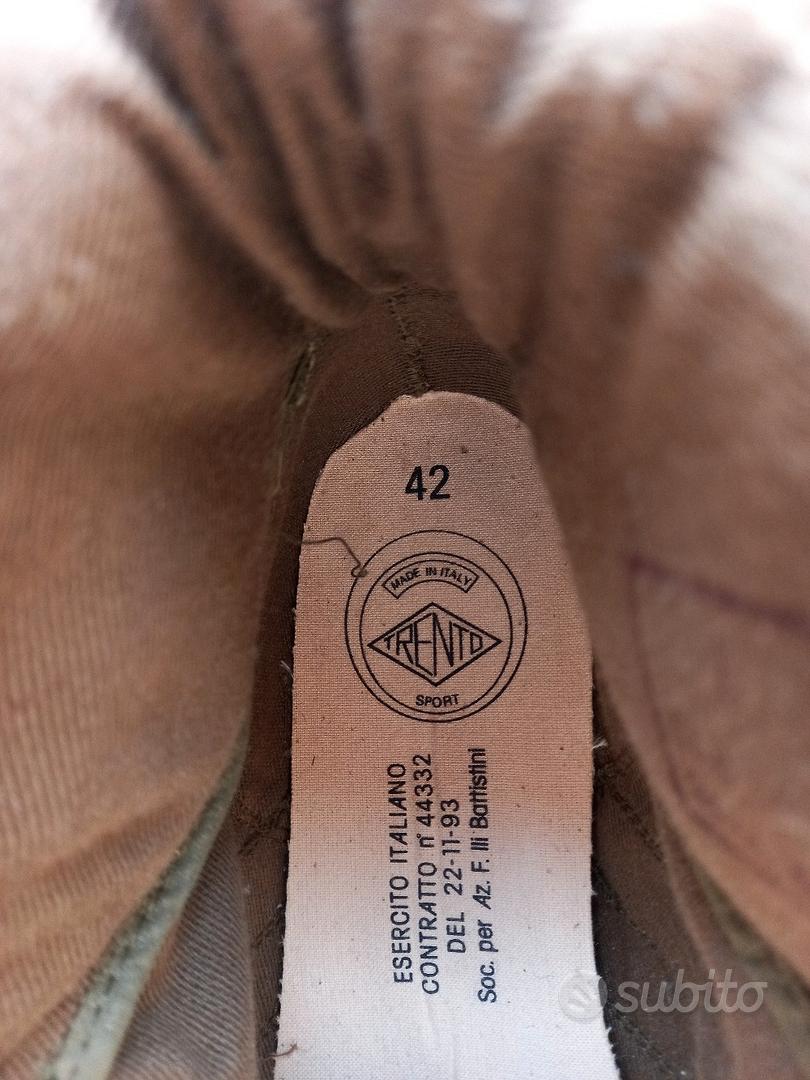 42
MADE IN ITALY
TRENTO
SPORT
ESERCITO ITALIANO
CONTRATTO n° 44332
DEL 22-11-93
Soc. per Az. F. lli Battistini
subito